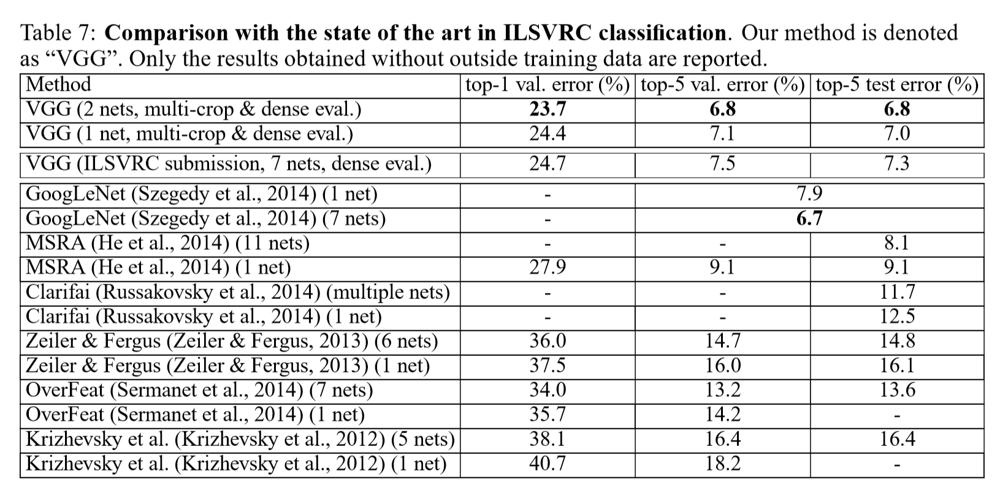 Table 7: Comparison with the state of the art in ILSVRC classification. Our method is denoted
as “VGG”. Only the results obtained without outside training data are reported.
Method top-1 val. error (%) top-5 val. error (%) top-5 test error (%)
VGG (2 nets, multi-crop & dense eval.) 23.7 6.8 6.8
VGG (1 net, multi-crop & dense eval.) 24.4 7.1 7.0
VGG (ILSVRC submission, 7 nets, dense eval.) 24.7 7.5 7.3
GoogLeNet (Szegedy et al., 2014) (1 net) - 7.9
GoogLeNet (Szegedy et al., 2014) (7 nets) - 6.7
MSRA (He et al., 2014) (11 nets) - - 8.1
MSRA (He et al., 2014) (1 net) 27.9 9.1 9.1
Clarifai (Russakovsky et al., 2014) (multiple nets) - - 11.7
Clarifai (Russakovsky et al., 2014) (1 net) - - 12.5
Zeiler & Fergus (Zeiler & Fergus, 2013) (6 nets) 36.0 14.7 14.8
Zeiler & Fergus (Zeiler & Fergus, 2013) (1 net) 37.5 16.0 16.1
OverFeat (Sermanet et al., 2014) (7 nets) 34.0 13.2 13.6
OverFeat (Sermanet et al., 2014) (1 net) 35.7 14.2 -
Krizhevsky et al. (Krizhevsky et al., 2012) (5 nets) 38.1 16.4 16.4
Krizhevsky et al. (Krizhevsky et al., 2012) (1 net) 40.7 18.2 -